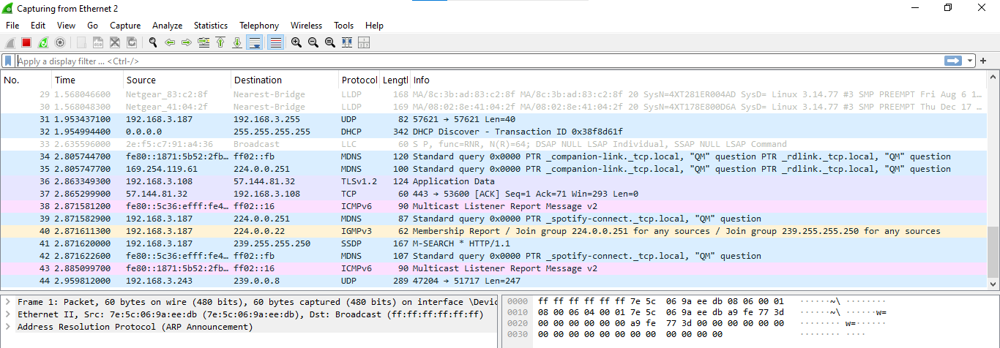 Capturing from Ethernet 2
File Edit View Go Capture Analyze Statistics Telephony Wireless Tools Help
Apply a display filter ... <Ctrl-/>
No. Time Source Destination Protocol Lengtl Info
29 1.568046600 Netgear_83:c2:8f Nearest-Bridge LLDP 168 MA/8c:3b:ad:83:c2:8f MA/8c:3b:ad:83:c2:8f 20 SysN=4XT281ER004AD SysD= Linux 3.14.77 #3 SMP PREEMPT Fri Aug 6 1…
30 1.568048300 Netgear_41:04:2f Nearest-Bridge LLDP 169 MA/08:02:8e:41:04:2f MA/08:02:8e:41:04:2f 20 SysN=4XT178E800D6A SysD= Linux 3.14.77 #3 SMP PREEMPT Thu Dec 17 …
31 1.953437100 192.168.3.187 192.168.3.255 UDP 82 57621 → 57621 Len=40
32 1.954994400 0.0.0.0 255.255.255.255 DHCP 342 DHCP Discover - Transaction ID 0x38f8d61f
33 2.635596000 2e:f5:c7:91:a4:36 Broadcast LLC 60 S P, func=RNR, N(R)=64; DSAP NULL LSAP Individual, SSAP NULL LSAP Command
34 2.805744700 fe80::1871:5b52:2fb… ff02::fb MDNS 120 Standard query 0x0000 PTR _companion-link._tcp.local, "QM" question PTR _rdlink._tcp.local, "QM" question
35 2.805747700 169.254.119.61 224.0.0.251 MDNS 100 Standard query 0x0000 PTR _companion-link._tcp.local, "QM" question PTR _rdlink._tcp.local, "QM" question
36 2.863349300 192.168.3.108 57.144.81.32 TLSv1.2 124 Application Data
37 2.865299900 57.144.81.32 192.168.3.108 TCP 60 443 → 53600 [ACK] Seq=1 Ack=71 Win=293 Len=0
38 2.871581200 fe80::5c36:efff:fe4… ff02::16 ICMPv6 90 Multicast Listener Report Message v2
39 2.871582900 192.168.3.187 224.0.0.251 MDNS 87 Standard query 0x0000 PTR _spotify-connect._tcp.local, "QM" question
40 2.871611300 192.168.3.187 224.0.0.22 IGMPv3 62 Membership Report / Join group 224.0.0.251 for any sources / Join group 239.255.255.250 for any sources
41 2.871620000 192.168.3.187 239.255.255.250 SSDP 167 M-SEARCH * HTTP/1.1
42 2.871622600 fe80::5c36:efff:fe4… ff02::fb MDNS 107 Standard query 0x0000 PTR _spotify-connect._tcp.local, "QM" question
43 2.885099700 fe80::1871:5b52:2fb… ff02::16 ICMPv6 90 Multicast Listener Report Message v2
44 2.959812000 192.168.3.243 239.0.0.8 UDP 289 47204 → 51717 Len=247
Frame 1: Packet, 60 bytes on wire (480 bits), 60 bytes captured (480 bits) on interface \Devic
Ethernet II, Src: 7e:5c:06:9a:ee:db (7e:5c:06:9a:ee:db), Dst: Broadcast (ff:ff:ff:ff:ff:ff)
Address Resolution Protocol (ARP Announcement)
0000 ff ff ff ff ff ff 7e 5c 06 9a ee db 08 06 00 01 ······~\ ········
0010 08 00 06 04 00 01 7e 5c 06 9a ee db a9 fe 77 3d ······~\ ······w=
0020 00 00 00 00 00 00 a9 fe 77 3d 00 00 00 00 00 00 ········ w=······
0030 00 00 00 00 00 00 00 00 00 00 00 00 ········ ····